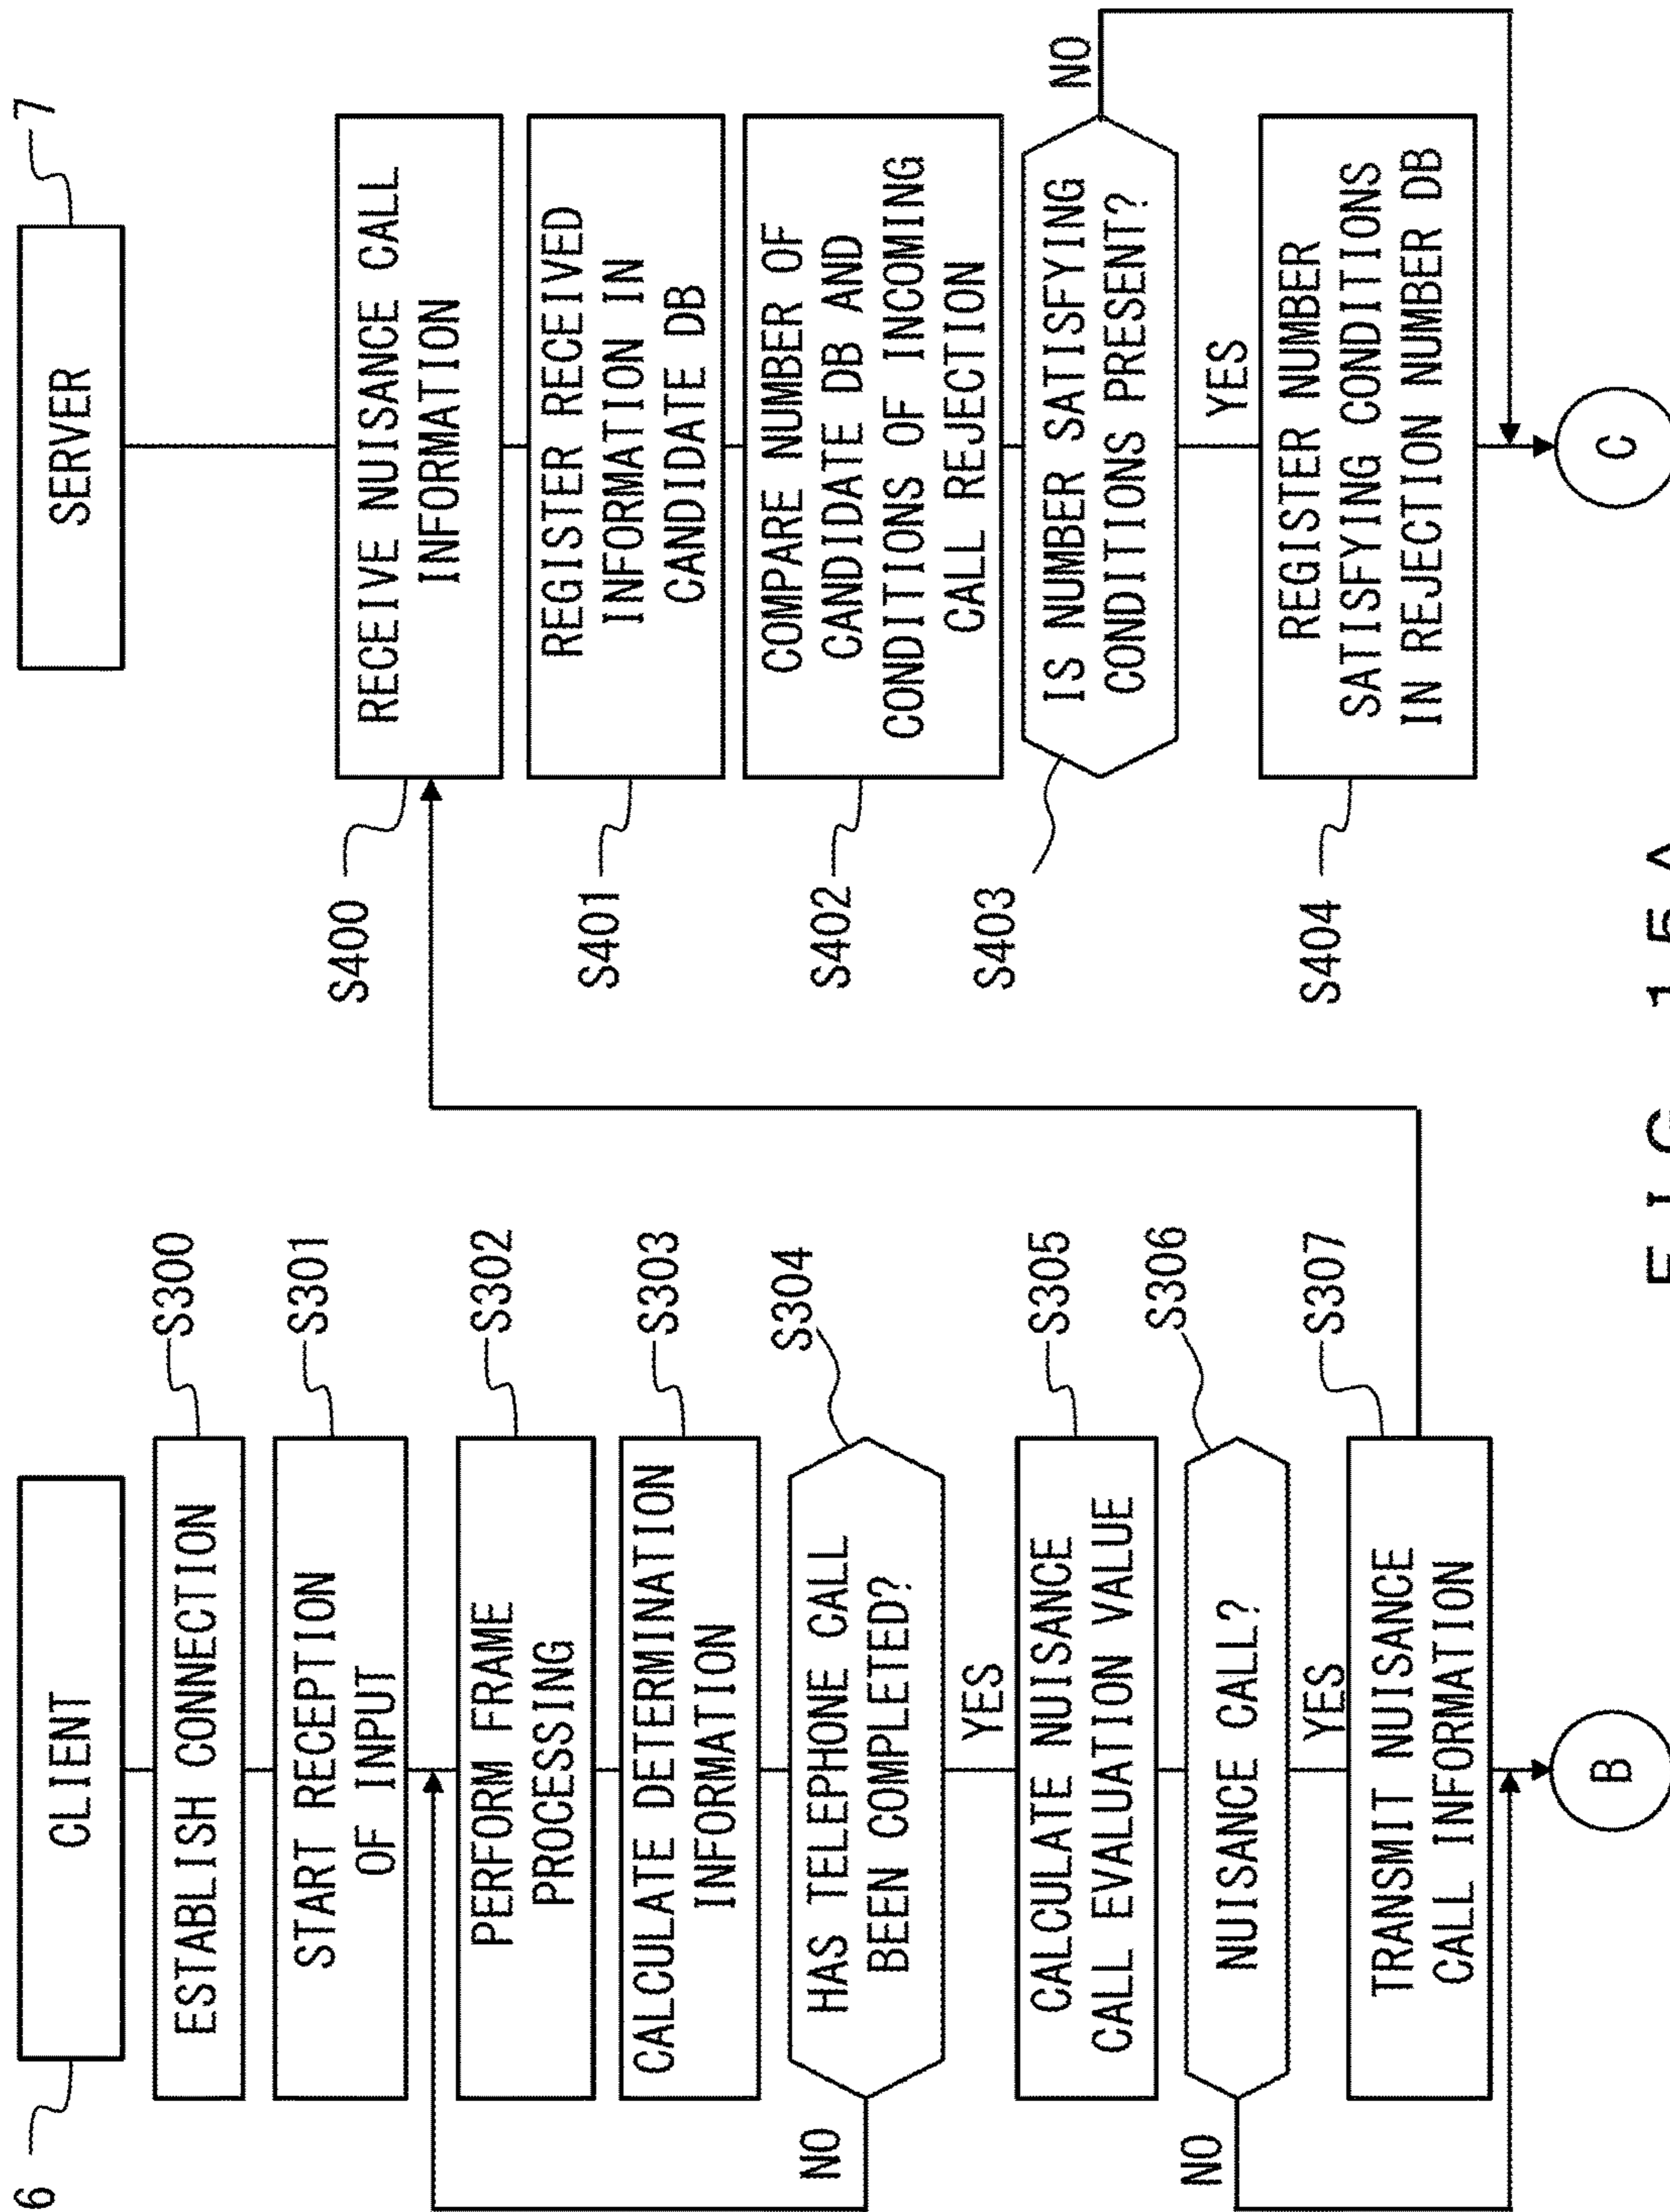 6
CLIENT
ESTABLISH CONNECTION
S300
START RECEPTION
OF INPUT
S301
PERFORM FRAME
PROCESSING
S302
CALCULATE DETERMINATION
INFORMATION
S303
HAS TELEPHONE CALL
BEEN COMPLETED?
S304
NO
YES
CALCULATE NUISANCE
CALL EVALUATION VALUE
S305
NUISANCE CALL?
S306
NO
YES
TRANSMIT NUISANCE
CALL INFORMATION
S307
B
SERVER
7
S400
RECEIVE NUISANCE CALL
INFORMATION
S401
REGISTER RECEIVED
INFORMATION IN
CANDIDATE DB
S402
COMPARE NUMBER OF
CANDIDATE DB AND
CONDITIONS OF INCOMING
CALL REJECTION
S403
IS NUMBER SATISFYING
CONDITIONS PRESENT?
NO
YES
S404
REGISTER NUMBER
SATISFYING CONDITIONS
IN REJECTION NUMBER DB
C
FIG. 15A